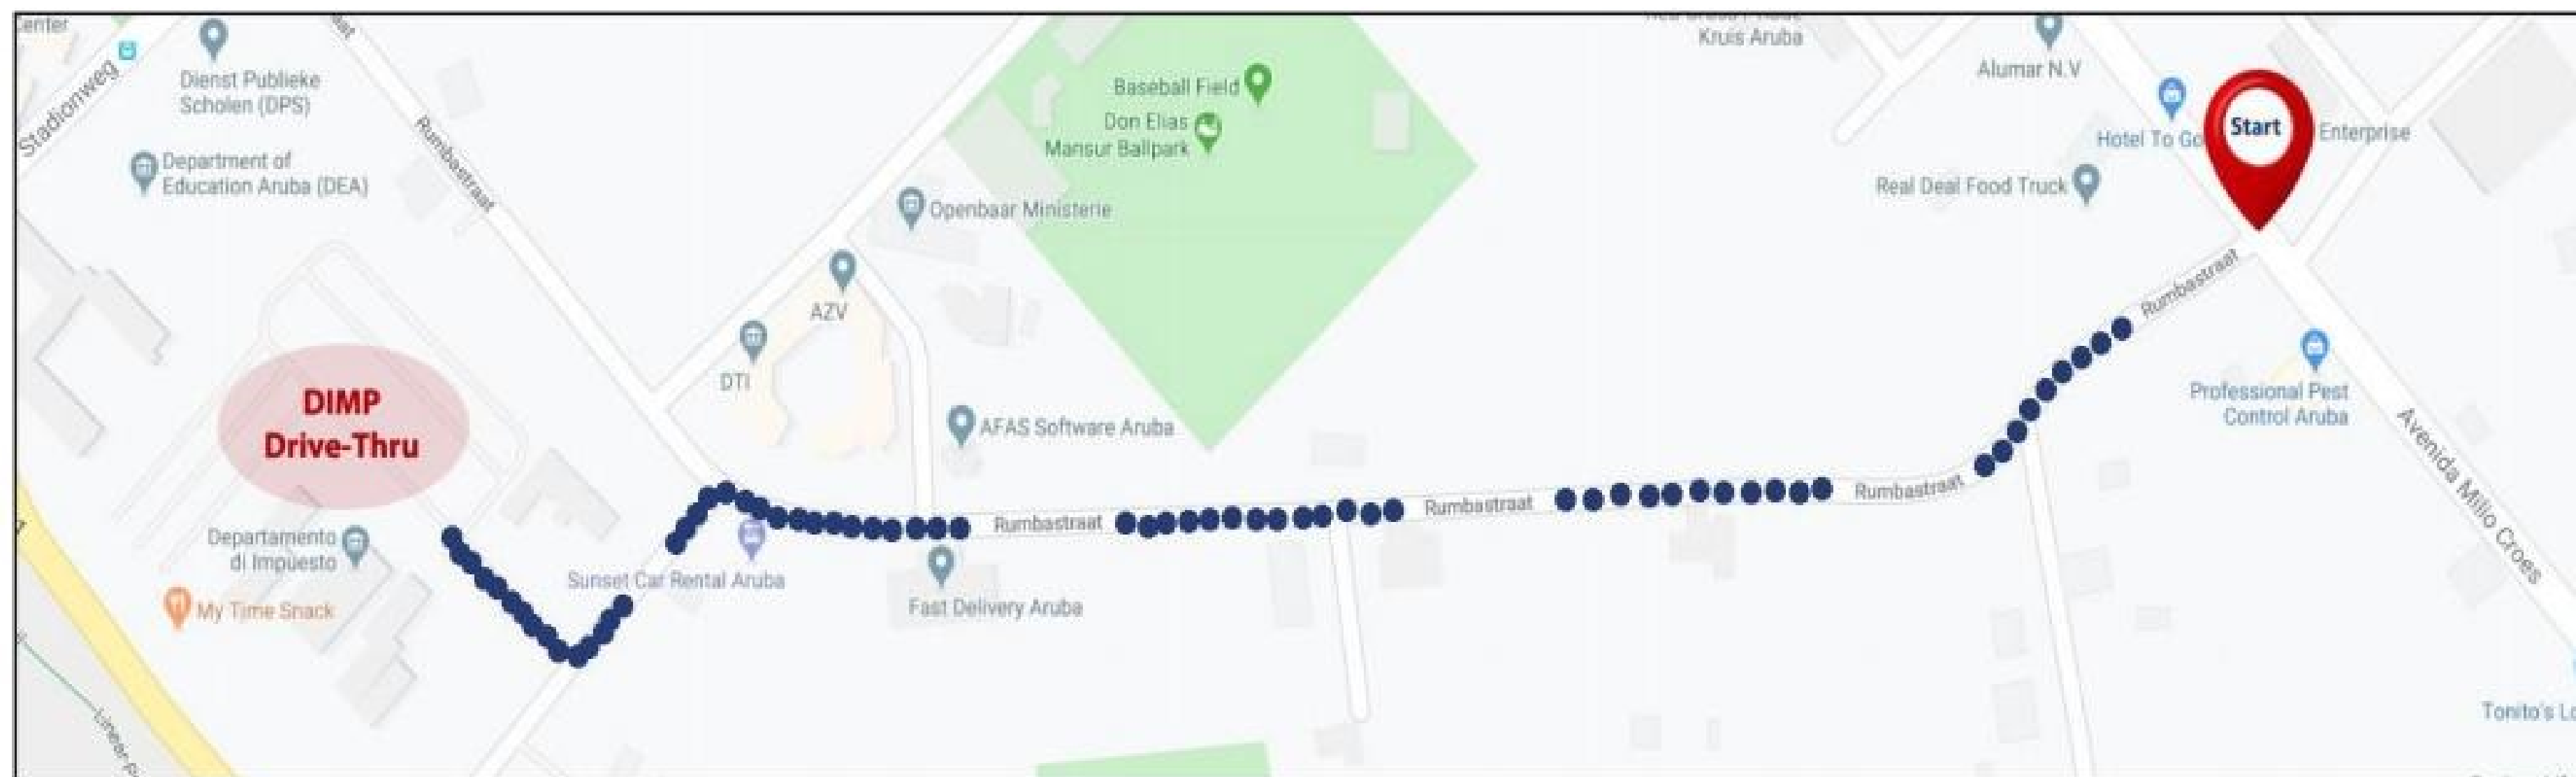 Center
Stadionweg
Dienst Publieke
Scholen (DPS)
Department of
Education Aruba (DEA)
Rumbastraat
Baseball Field
Don Elias
Mansur Ballpark
Openbaar Ministerie
AZV
DTI
AFAS Software Aruba
Kruis Aruba
Alumar N.V
Hotel To Go
Start
Enterprise
Real Deal Food Truck
Rumbastraat
Professional Pest
Control Aruba
Avenida Milio Croes
DIMP
Drive-Thru
Departamento
di Impuesto
My Time Snack
Sunset Car Rental Aruba
Rumbastraat
Rumbastraat
Rumbastraat
Fast Delivery Aruba
Tonito's